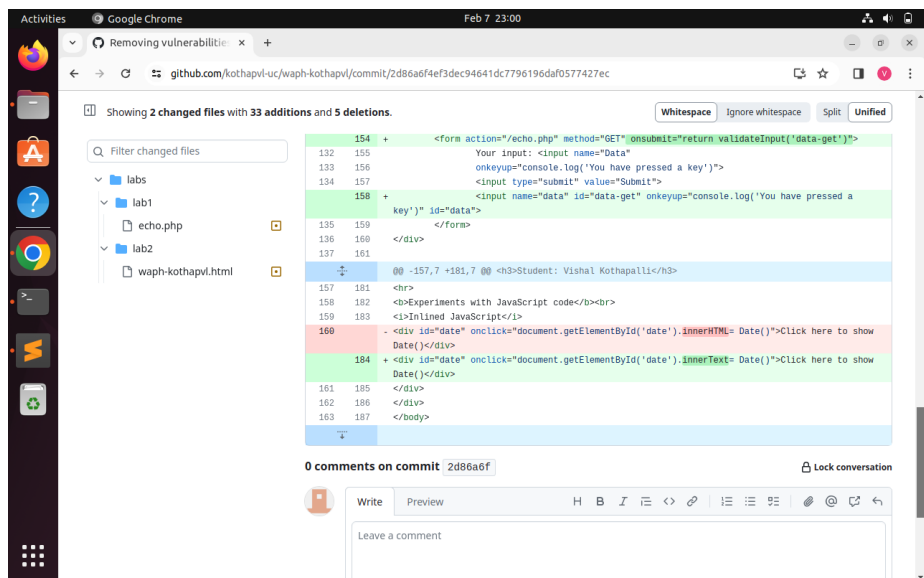 Activities
Google Chrome
Feb 7 23:00
Removing vulnerabilitie
github.com/kothapvl-uc/waph-kothapvl/commit/2d86a6f4ef3dec94641dc7796196daf0577427ec
V
Showing 2 changed files with 33 additions and 5 deletions.
Whitespace Ignore whitespace Split Unified
Filter changed files
labs
lab1
echo.php
lab2
waph-kothapvl.html
154 + <form action="/echo.php" method="GET" onsubmit="return validateInput('data-get')">
132 155 Your input: <input name="Data"
133 156 onkeyup="console.log('You have pressed a key')">
134 157 <input type="submit" value="Submit">
158 + <input name="data" id="data-get" onkeyup="console.log('You have pressed a
key')" id="data">
135 159 </form>
136 160 </div>
137 161
@@ -157,7 +181,7 @@ <h3>Student: Vishal Kothapalli</h3>
157 181 <hr>
158 182 <b>Experiments with JavaScript code</b><br>
159 183 <i>Inlined JavaScript</i>
160 - <div id="date" onclick="document.getElementById('date').innerHTML= Date()">Click here to show
Date()</div>
184 + <div id="date" onclick="document.getElementById('date').innerText= Date()">Click here to show
Date()</div>
161 185 </div>
162 186 </div>
163 187 </body>
0 comments on commit 2d86a6f
Lock conversation
Write Preview
Leave a comment